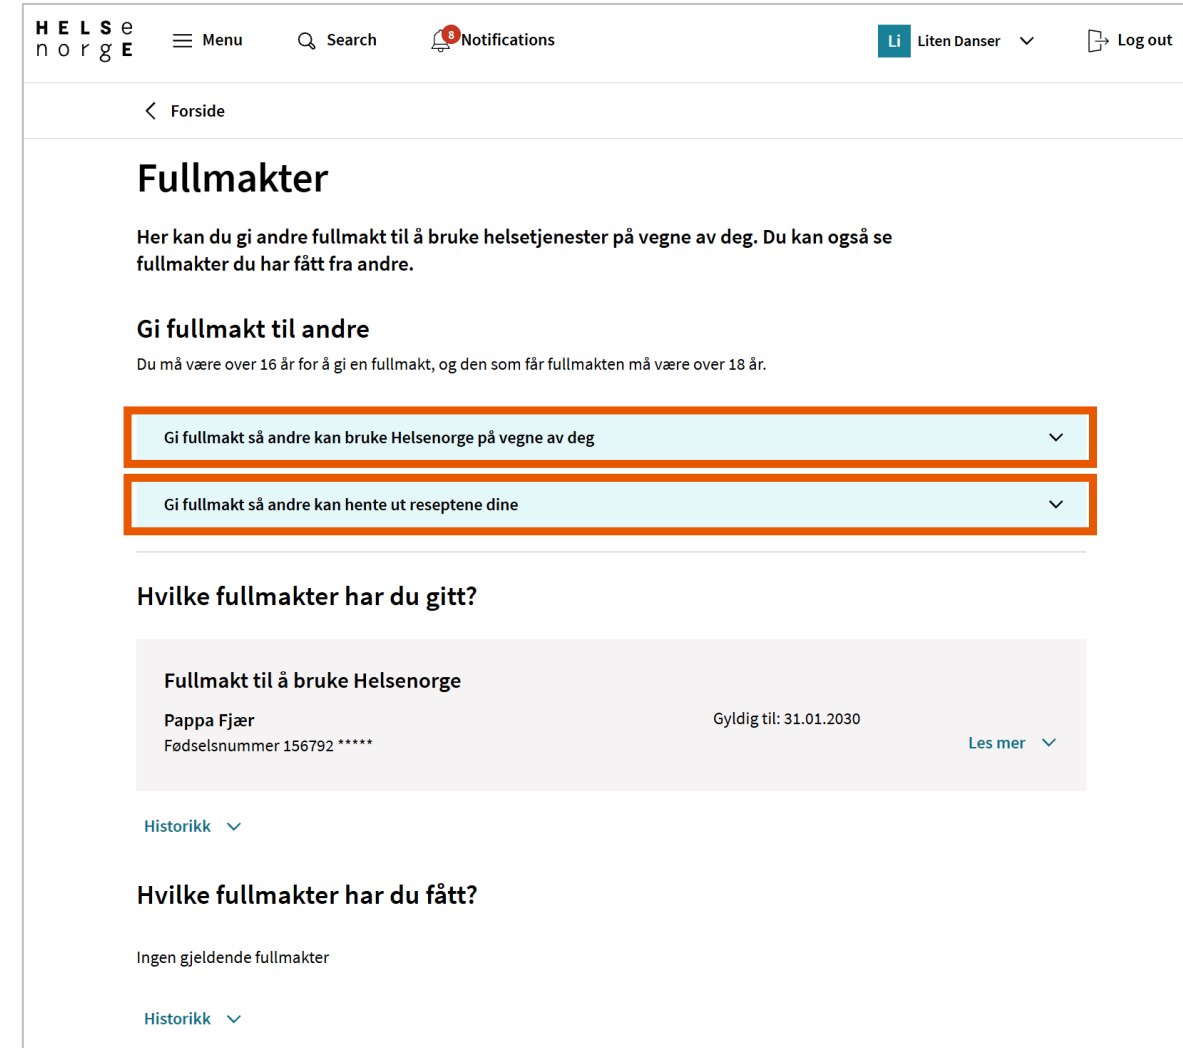 HELSe
norgE
Menu
Search
8
Notifications
Li
Liten Danser
Log out
Forside
Fullmakter
Her kan du gi andre fullmakt til å bruke helsetjenester på vegne av deg. Du kan også se
fullmakter du har fått fra andre.
Gi fullmakt til andre
Du må være over 16 år for å gi en fullmakt, og den som får fullmakten må være over 18 år.
Gi fullmakt så andre kan bruke Helsenorge på vegne av deg
Gi fullmakt så andre kan hente ut reseptene dine
Hvilke fullmakter har du gitt?
Fullmakt til å bruke Helsenorge
Pappa Fjær
Gyldig til: 31.01.2030
Fødselsnummer 156792 *****
Les mer
Historikk
Hvilke fullmakter har du fått?
Ingen gjeldende fullmakter
Historikk